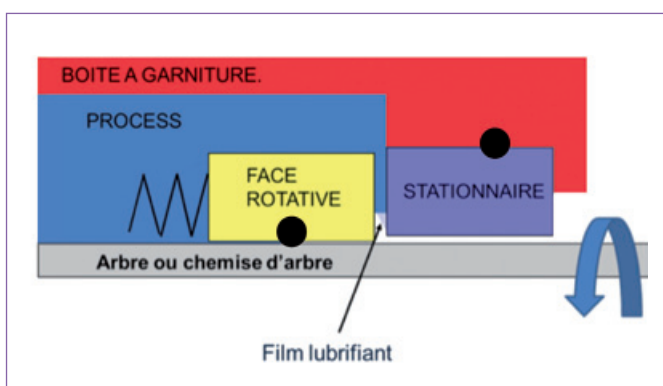 BOITE A GARNITURE.
PROCESS
FACE
ROTATIVE
STATIONNAIRE
Arbre ou chemise d'arbre
Film lubrifiant